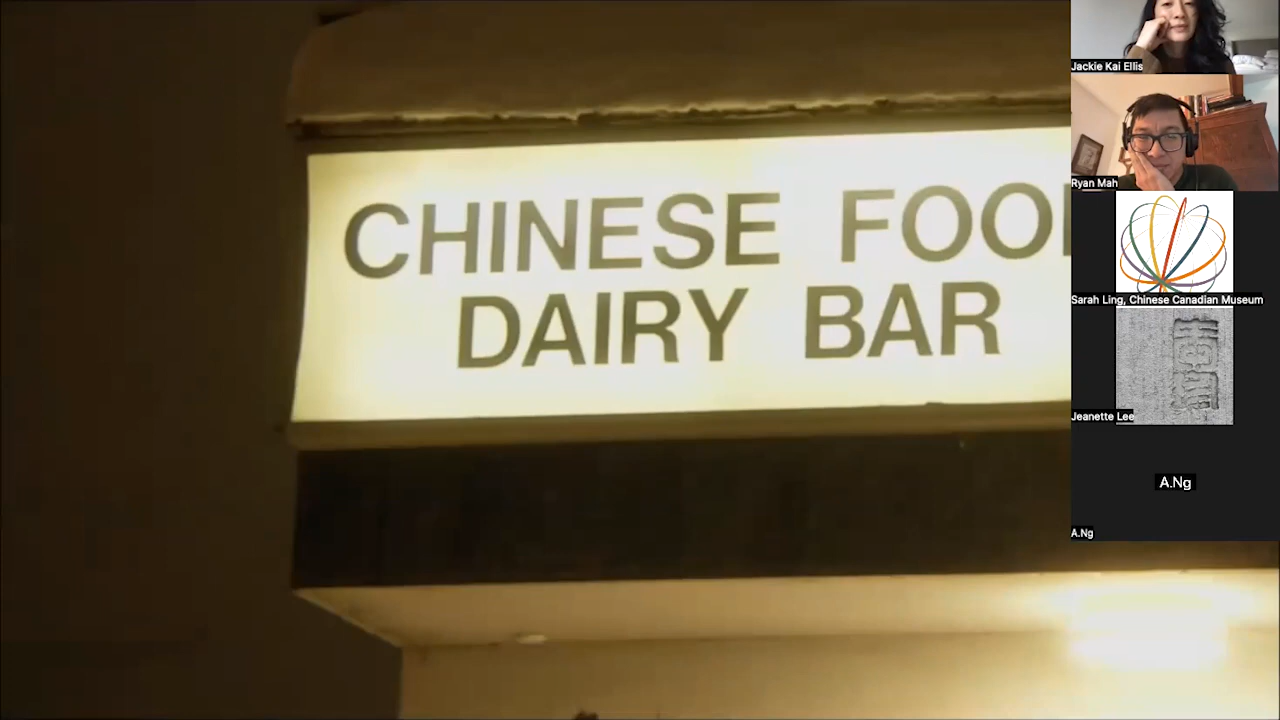 CHINESE FOO
DAIRY BAR
Jackie Kai Ellis
Ryan Mah
Sarah Ling, Chinese Canadian Museum
Jeanette Lee
A.Ng
A.Ng